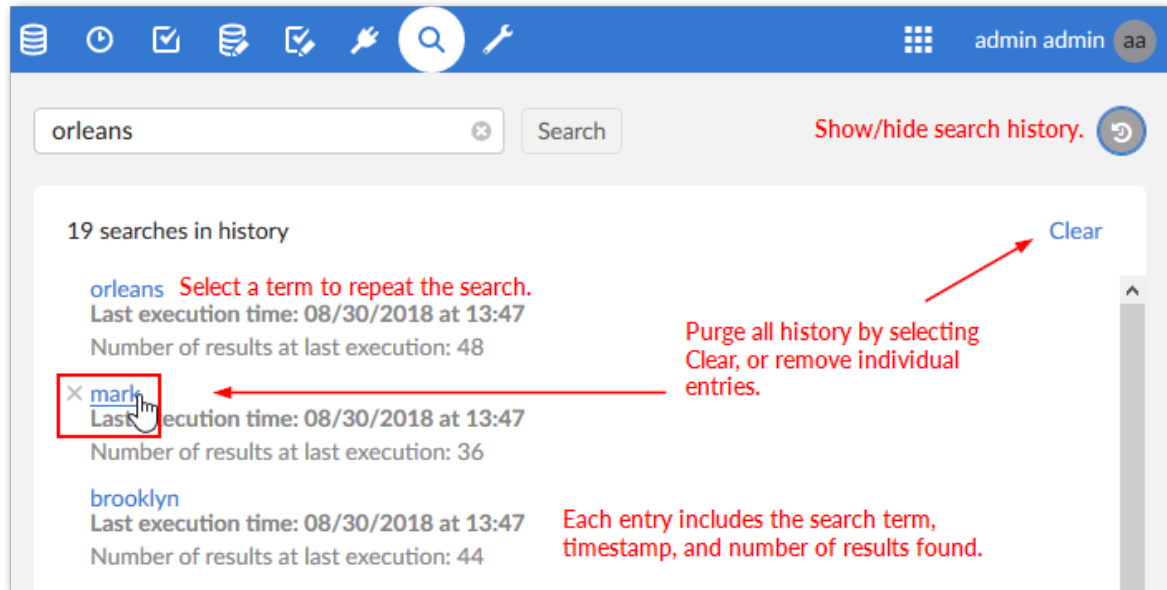 admin admin aa
orleans Search Show/hide search history.
19 searches in history Clear
orleans Select a term to repeat the search.
Last execution time: 08/30/2018 at 13:47
Number of results at last execution: 48
Purge all history by selecting
Clear, or remove individual
entries.
mark
Last execution time: 08/30/2018 at 13:47
Number of results at last execution: 36
brooklyn
Last execution time: 08/30/2018 at 13:47
Number of results at last execution: 44
Each entry includes the search term,
timestamp, and number of results found.